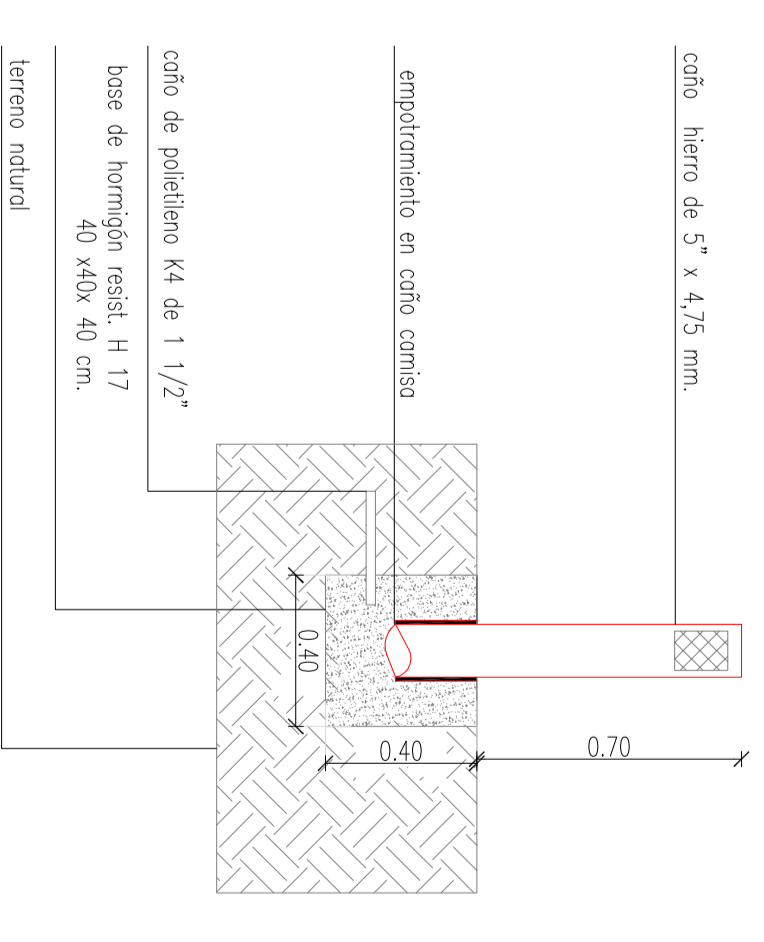 caño hierro de 5" x 4,75 mm.
empotramiento en caño camisa
caño de polietileno K4 de 1 1/2"
base de hormigón resist. H 17
40 x40x 40 cm.
terreno natural
0.40
0.40
0.70